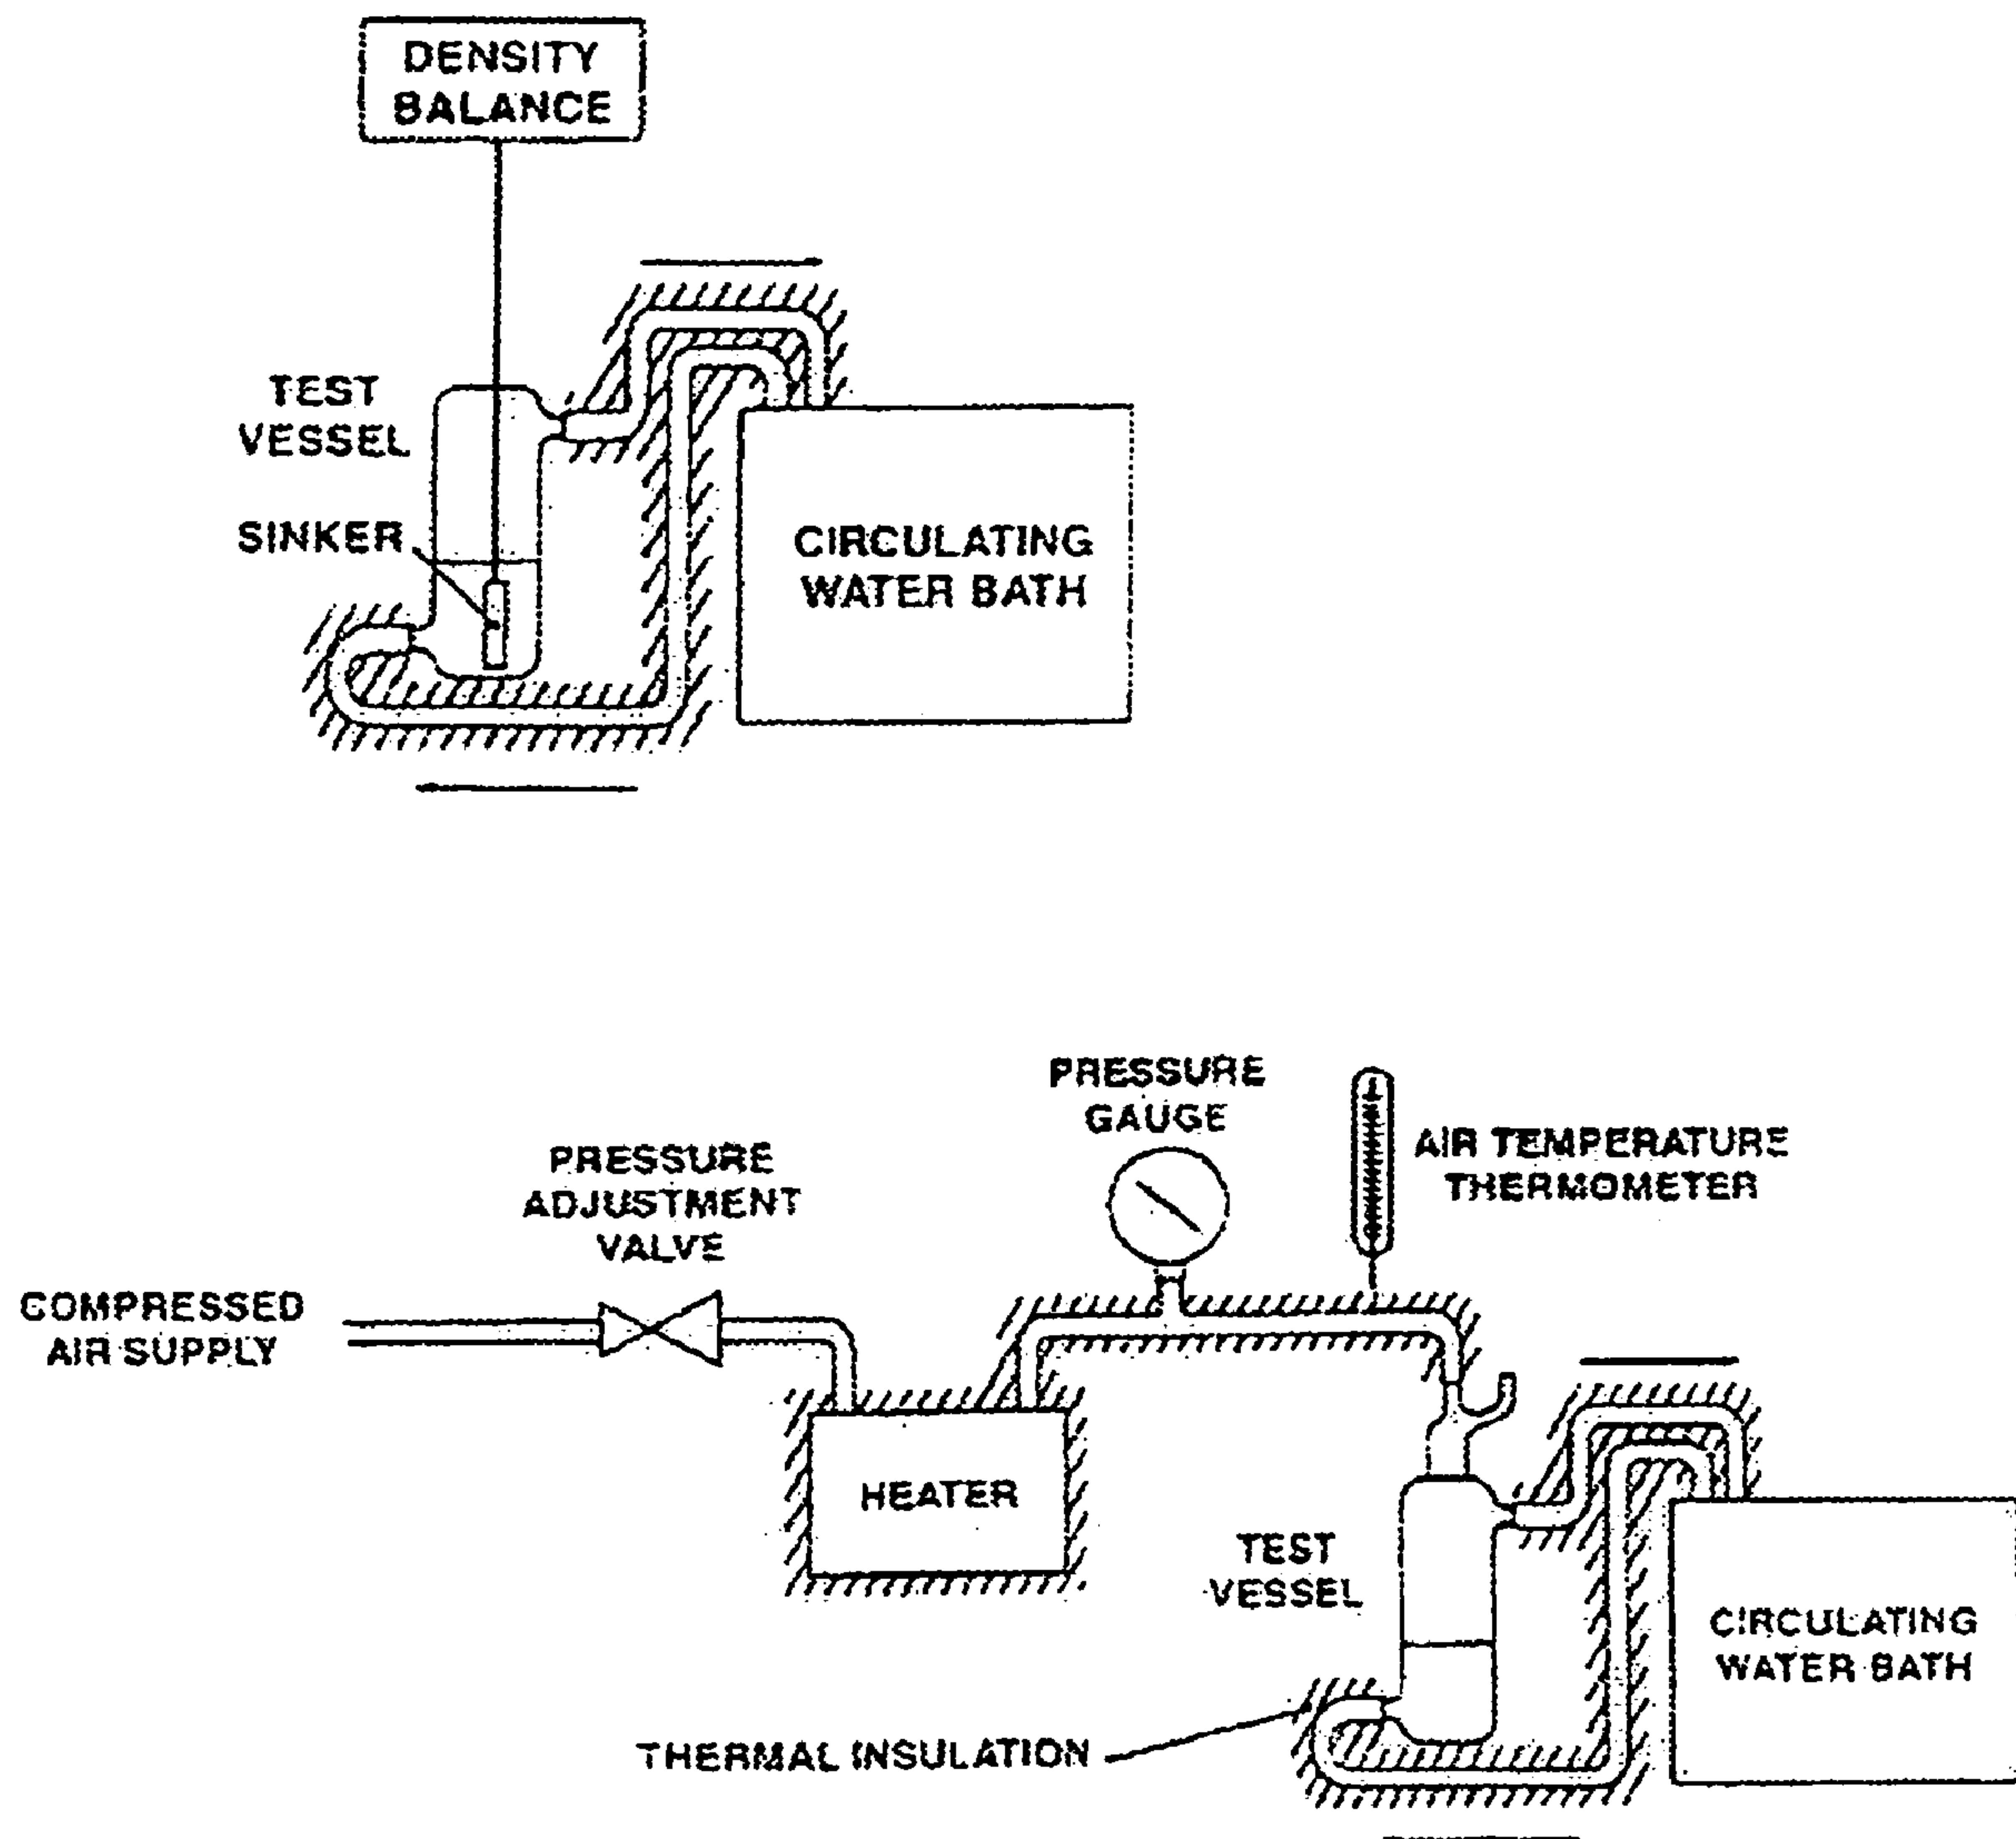 DENSITY
BALANCE
TEST
VESSEL
SINKER
CIRCULATING
WATER BATH
PRESSURE
GAUGE
AIR TEMPERATURE
THERMOMETER
PRESSURE
ADJUSTMENT
VALVE
COMPRESSED
AIR SUPPLY
HEATER
TEST
VESSEL
CIRCULATING
WATER BATH
THERMAL INSULATION